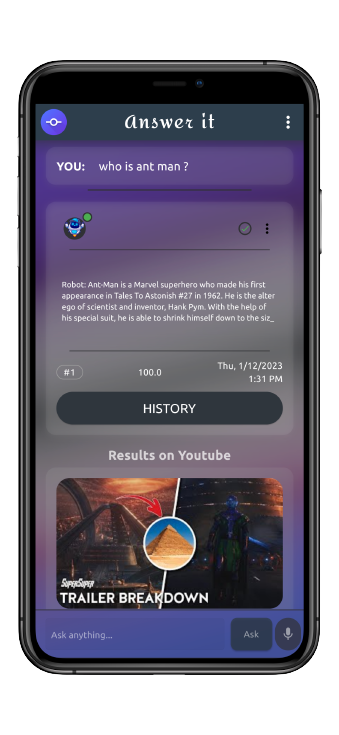 Answer it
YOU: who is ant man ?
Robot: Ant-Man is a Marvel superhero who made his first
appearance in Tales To Astonish #27 in 1962. He is the alter
ego of scientist and inventor, Hank Pym. With the help of
his special suit, he is able to shrink himself down to the siz_
#1
100.0
Thu, 1/12/2023
1:31 PM
HISTORY
Results on Youtube
SUPERSUPER
TRAILER BREAKDOWN
Ask anything...
Ask